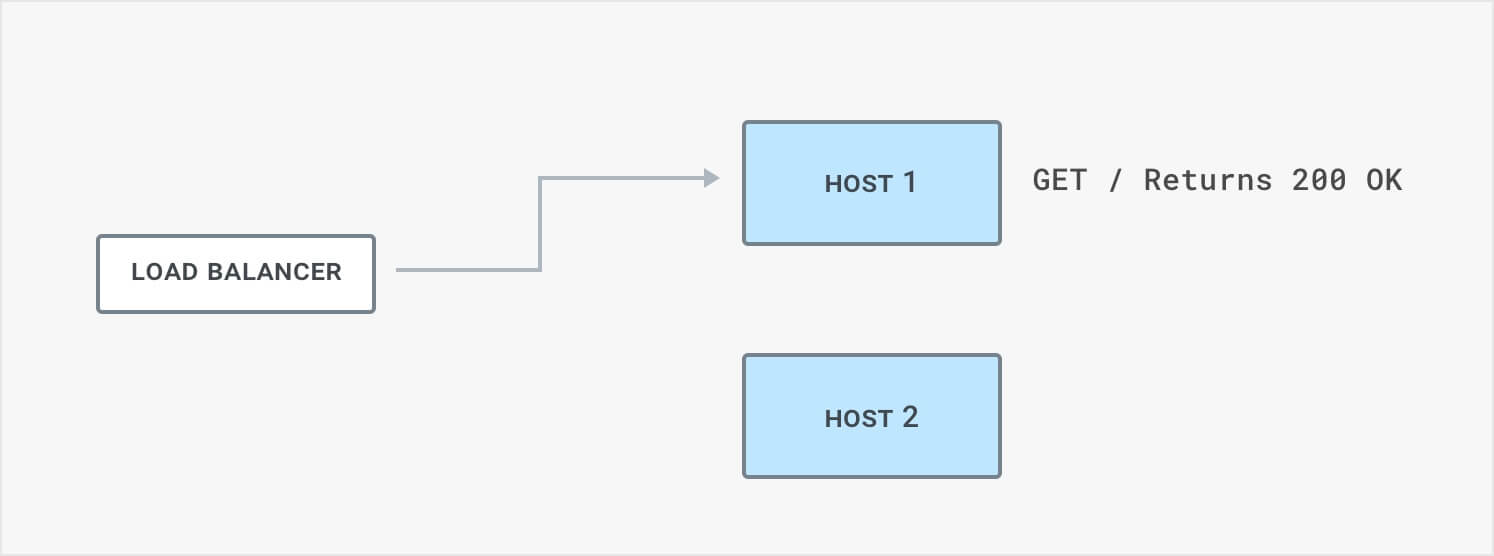 HOST 1
GET / Returns 200 OK
LOAD BALANCER
HOST 2